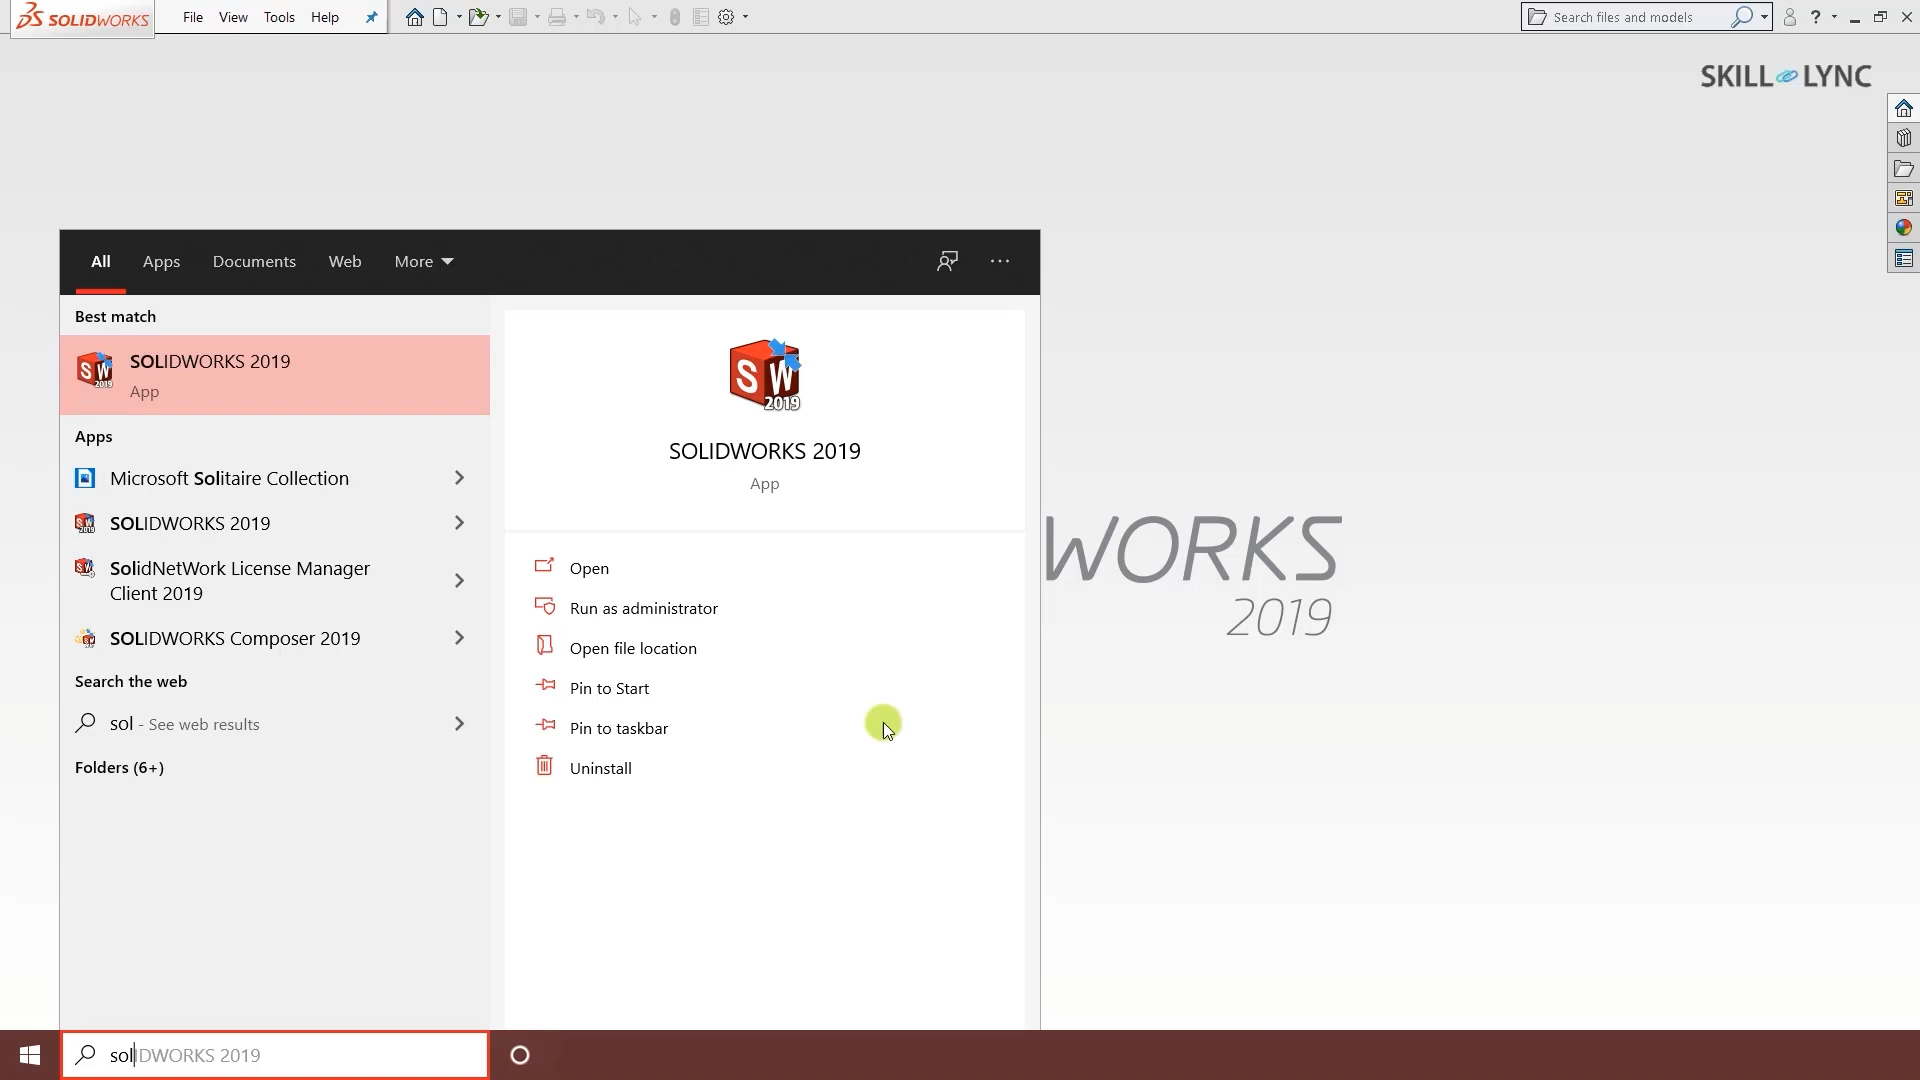 SOLIDWORKS File View Tools Help Search files and models ?
SKILL LYNC
All Apps Documents Web More
Best match
SOLIDWORKS 2019
App
Apps
Microsoft Solitaire Collection
SOLIDWORKS 2019
SolidNetWork License Manager
Client 2019
SOLIDWORKS Composer 2019
Search the web
sol - See web results
Folders (6+)
SW
2019
SOLIDWORKS 2019
App
Open
Run as administrator
Open file location
Pin to Start
Pin to taskbar
Uninstall
WORKS
2019
solIDWORKS 2019